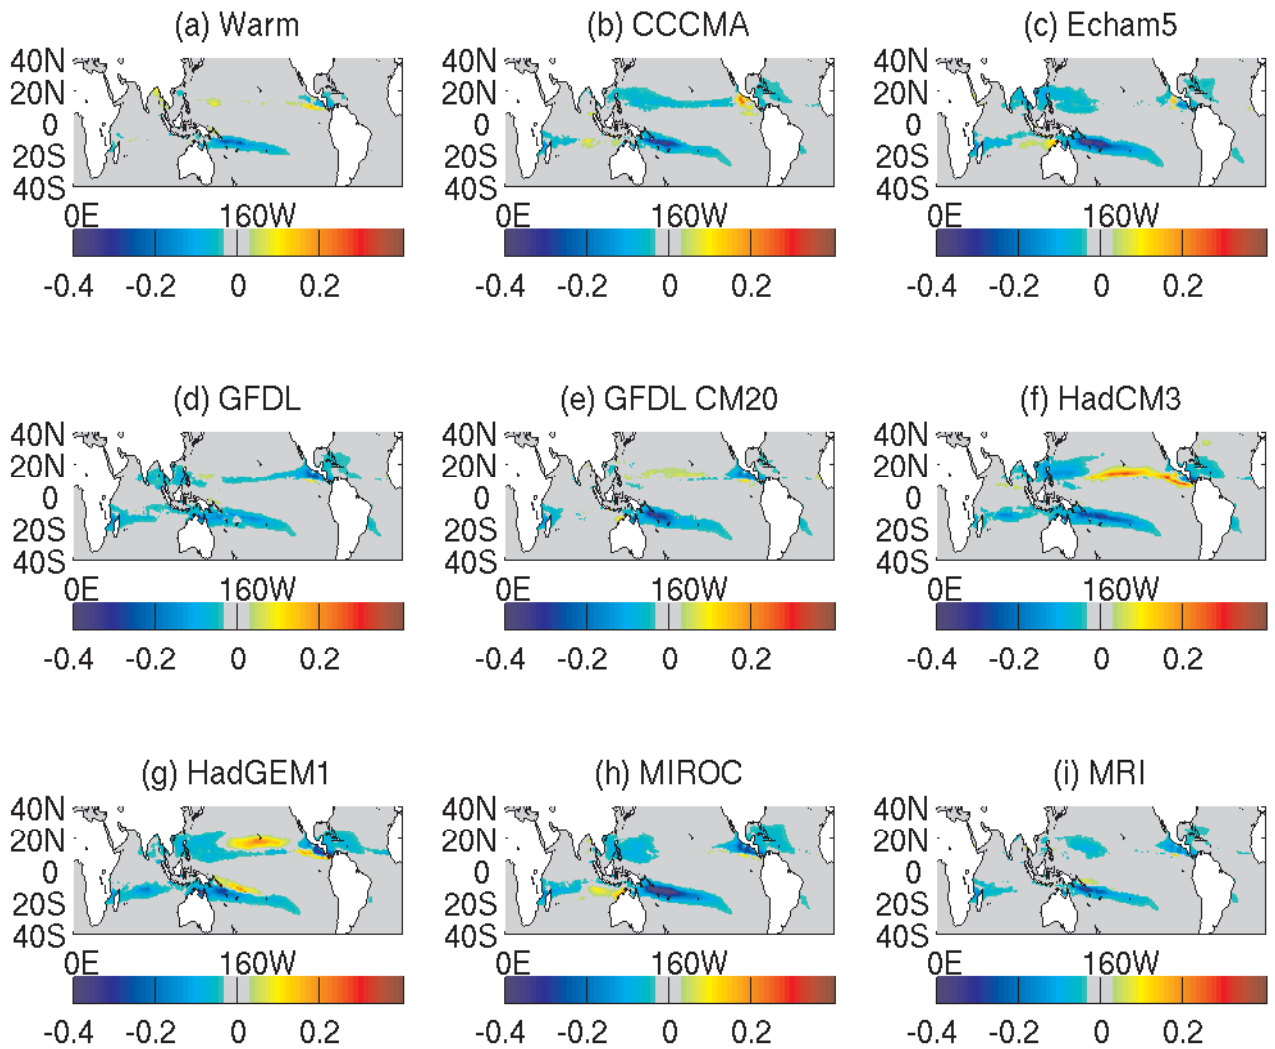 (a) Warm (b) CCCMA (c) Echam5
40N 40N 40N
20N 20N 20N
0 0 0
20S 20S 20S
40S 40S 40S
0E 160W 0E 160W 0E 160W
-0.4 -0.2 0 0.2 -0.4 -0.2 0 0.2 -0.4 -0.2 0 0.2
(d) GFDL (e) GFDL CM20 (f) HadCM3
40N 40N 40N
20N 20N 20N
0 0 0
20S 20S 20S
40S 40S 40S
0E 160W 0E 160W 0E 160W
-0.4 -0.2 0 0.2 -0.4 -0.2 0 0.2 -0.4 -0.2 0 0.2
(g) HadGEM1 (h) MIROC (i) MRI
40N 40N 40N
20N 20N 20N
0 0 0
20S 20S 20S
40S 40S 40S
0E 160W 0E 160W 0E 160W
-0.4 -0.2 0 0.2 -0.4 -0.2 0 0.2 -0.4 -0.2 0 0.2